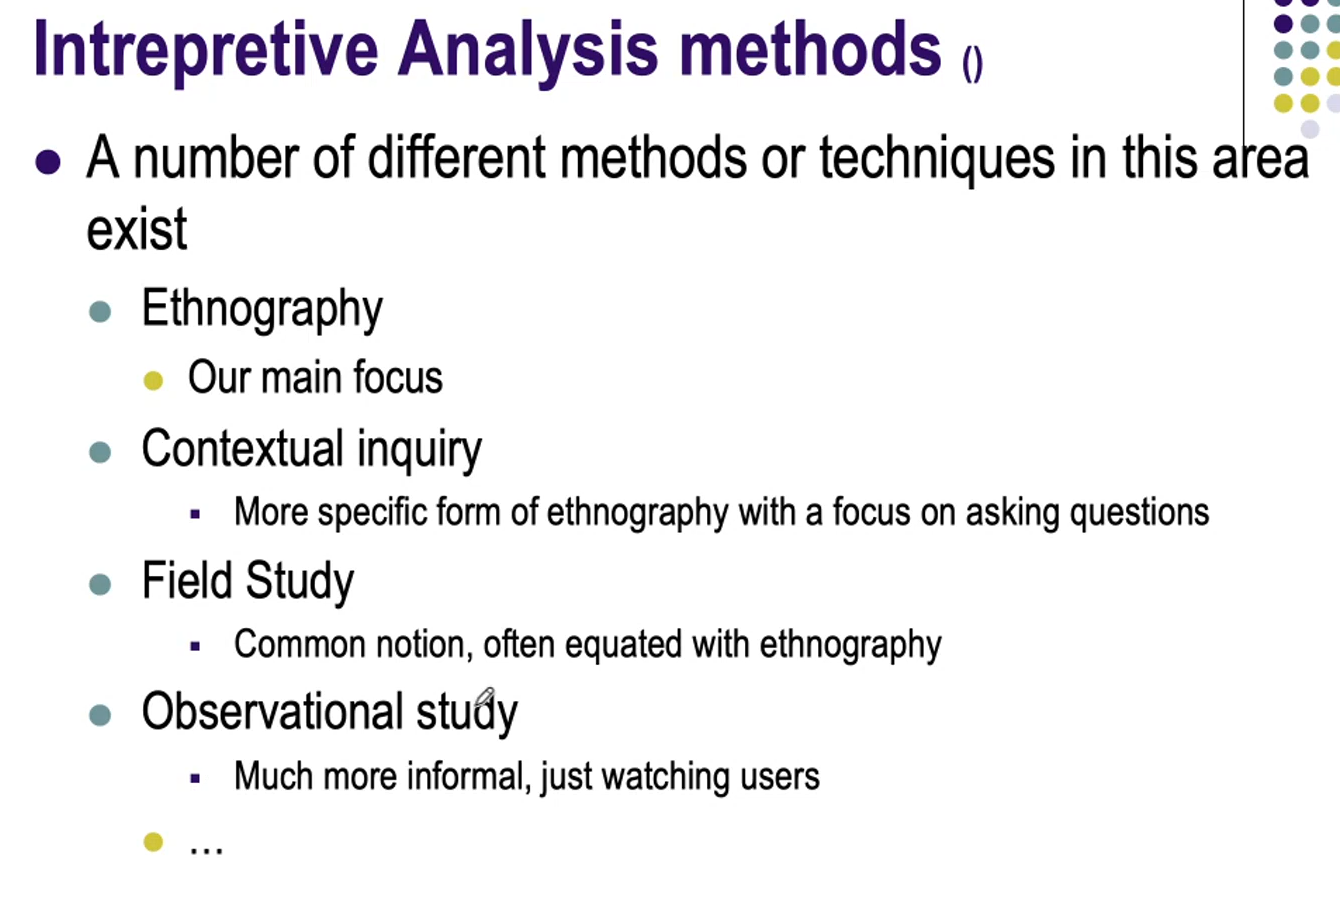 Intrepretive Analysis methods ()
A number of different methods or techniques in this area
exist
Ethnography
Our main focus
Contextual inquiry
More specific form of ethnography with a focus on asking questions
Field Study
Common notion, often equated with ethnography
Observational study
Much more informal, just watching users
...